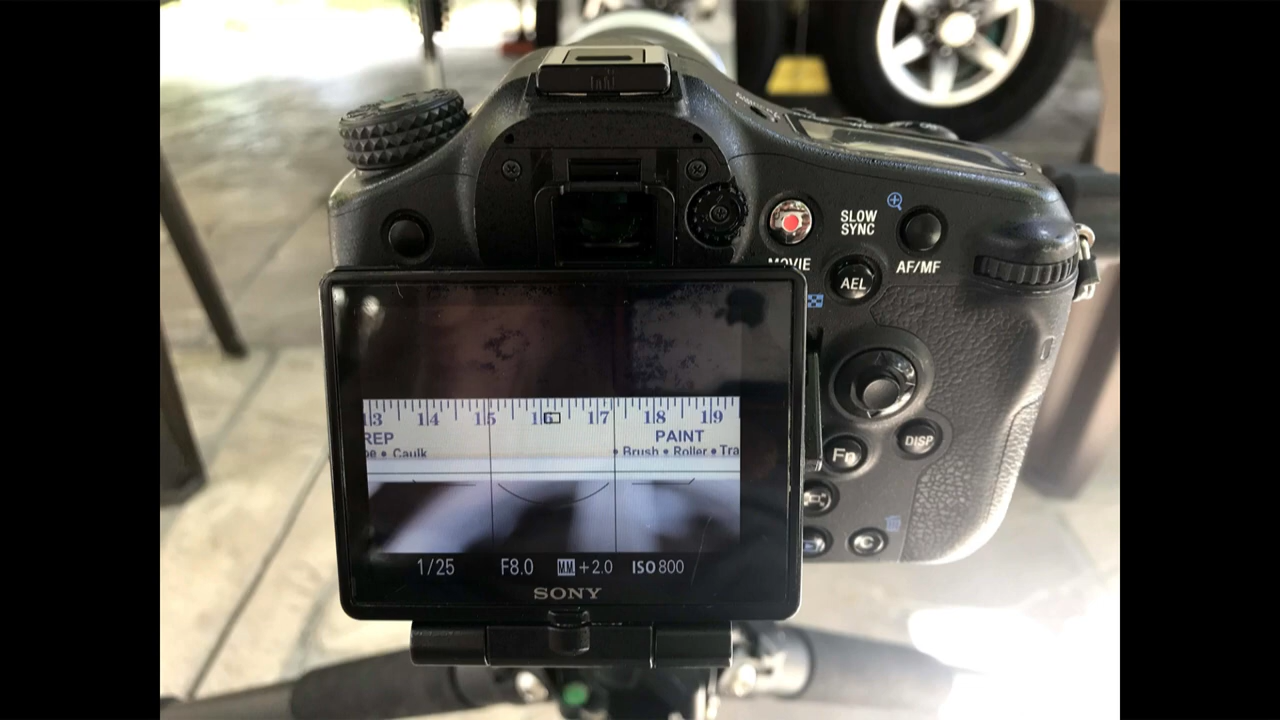 SLOW
SYNC
MOVIE
AF/MF
AEL
13 14 15 16 17 18 19
REP PAINT
• Caulk • Brush • Roller • Tra
Fn
DISP
C
1/25 F8.0 M.M. +2.0 ISO 800
SONY